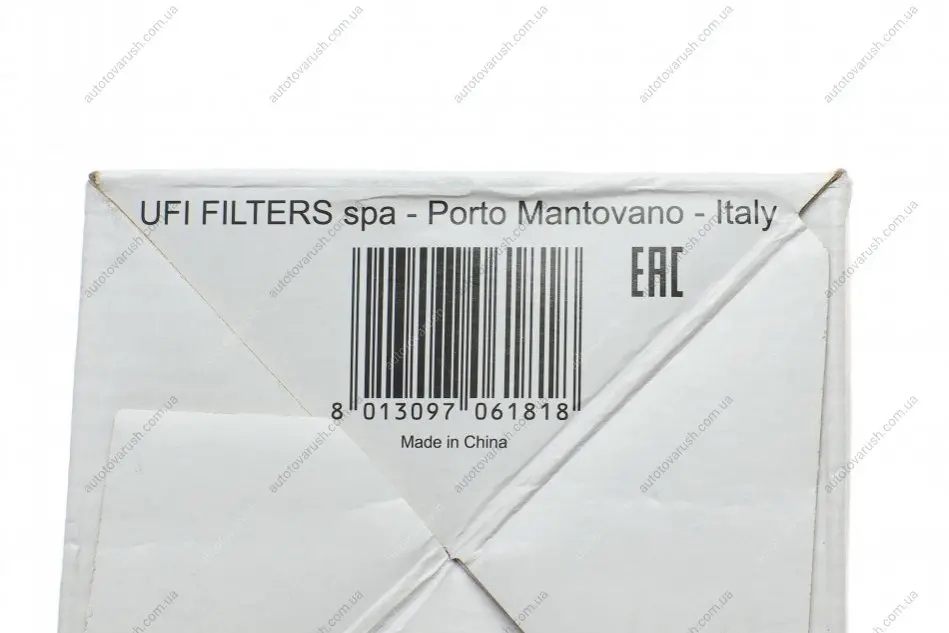 UFI FILTERS spa - Porto Mantovano - Italy
EAC
8 013097 061818
Made in China
autotovarush.com.ua